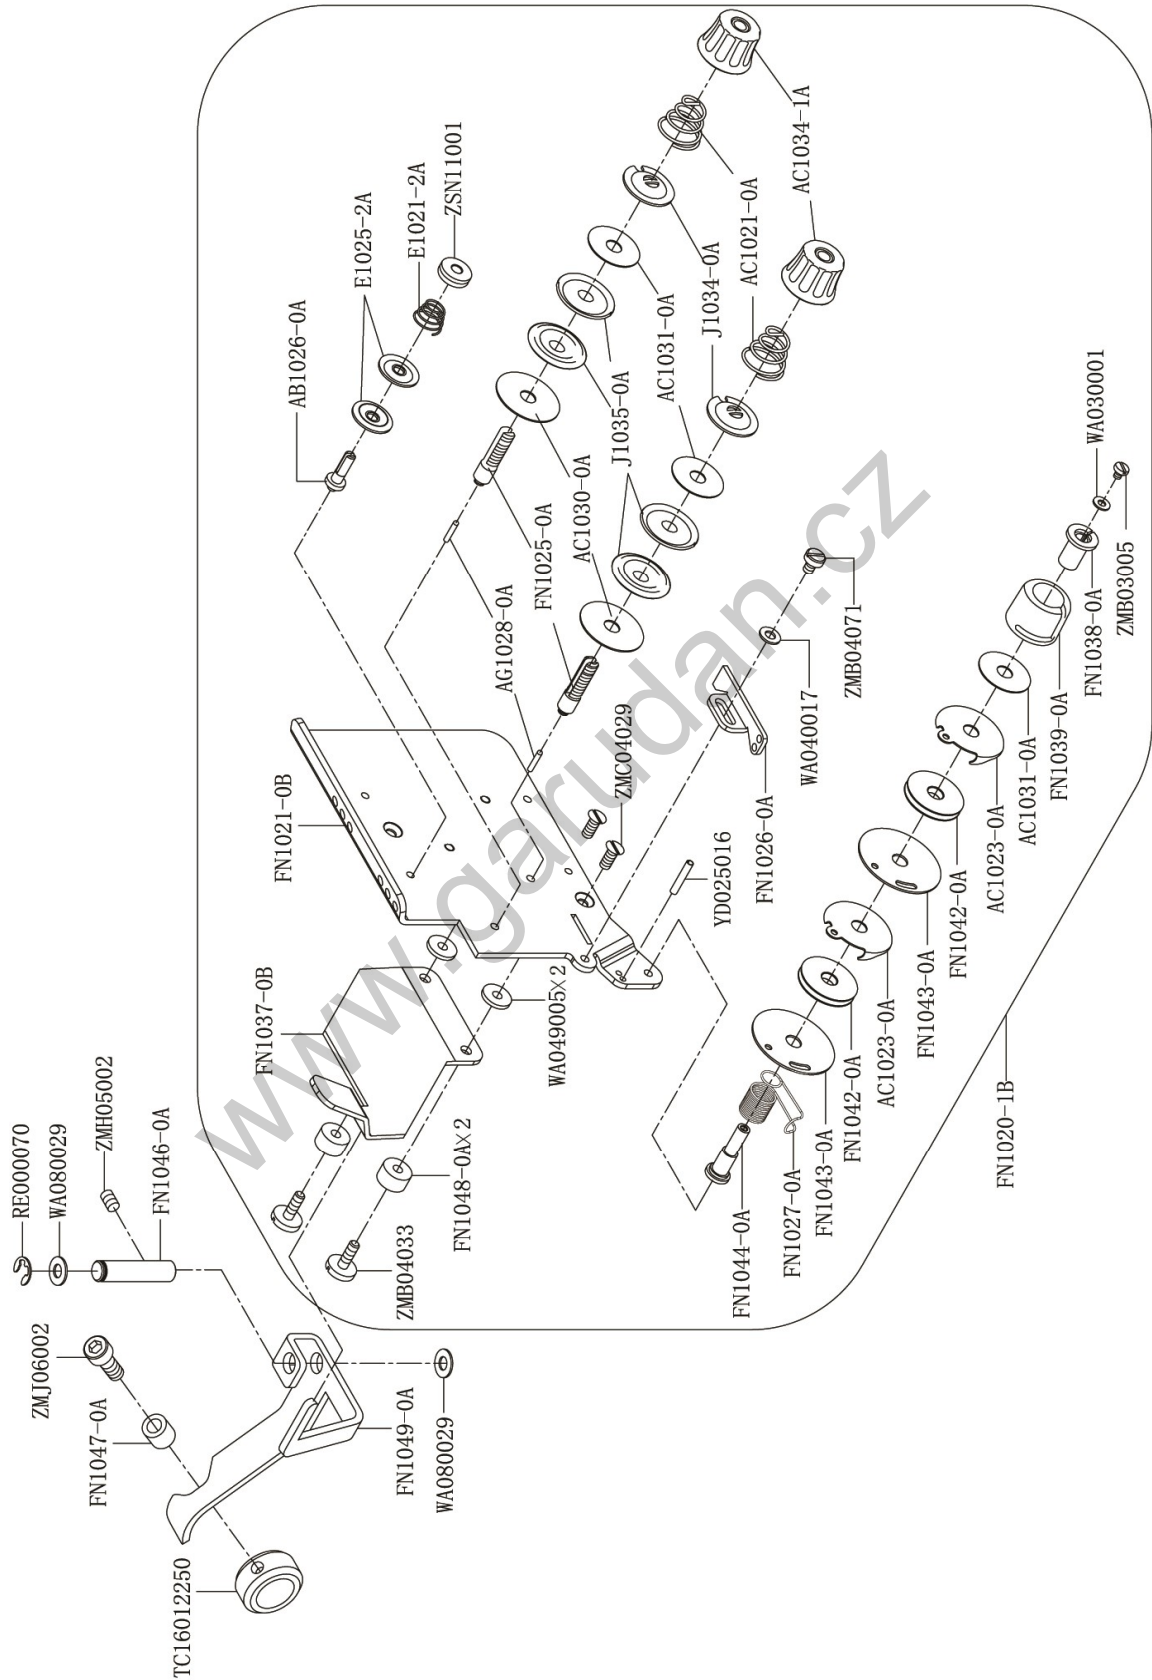 RE000070
WA080029
ZMH05002
FN1046-0A
ZMJ06002
FN1047-0A
TC16012250
FN1049-0A
WA080029
FN1037-0B
FN1048-0A×2
ZMB04033
WA049005×2
FN1021-0B
AB1026-0A
E1025-2A
E1021-2A
ZSN11001
AG1028-0A
FN1025-0A
AC1030-0A
J1035-0A
AC1031-0A
J1034-0A
AC1021-0A
AC1034-1A
ZMC04029
YD025016
FN1026-0A
WA040017
ZMB04071
FN1044-0A
FN1027-0A
FN1043-0A
FN1042-0A
AC1023-0A
FN1043-0A
FN1042-0A
AC1023-0A
AC1031-0A
FN1039-0A
FN1038-0A
ZMB03005
WA030001
FN1020-1B
www.garudan.cz